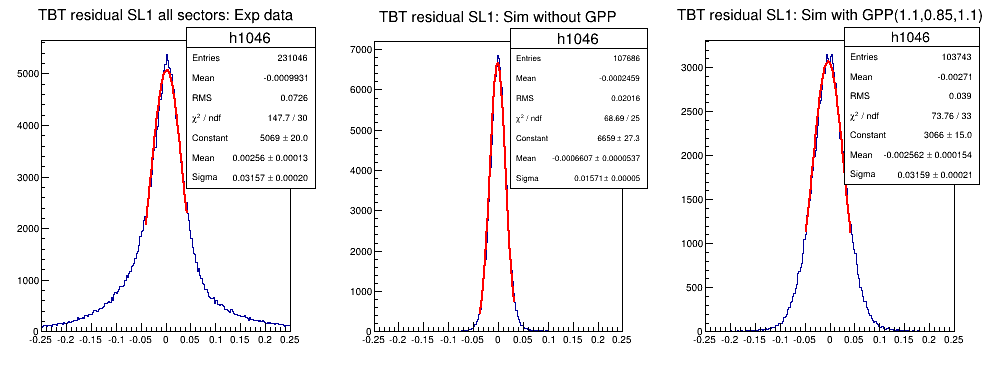 TBT residual SL1 all sectors: Exp data
h1046
Entries 231046
Mean -0.0009931
RMS 0.0726
χ² / ndf 147.7 / 30
Constant 5069 ± 20.0
Mean 0.00256 ± 0.00013
Sigma 0.03157 ± 0.00020
5000
4000
3000
2000
1000
0
-0.25 -0.2 -0.15 -0.1 -0.05 0 0.05 0.1 0.15 0.2 0.25
TBT residual SL1: Sim without GPP
h1046
Entries 107686
Mean -0.0002459
RMS 0.02016
χ² / ndf 68.69 / 25
Constant 6659 ± 27.3
Mean -0.0006607 ± 0.0000537
Sigma 0.01571 ± 0.00005
7000
6000
5000
4000
3000
2000
1000
0
-0.25 -0.2 -0.15 -0.1 -0.05 0 0.05 0.1 0.15 0.2 0.25
TBT residual SL1: Sim with GPP(1.1,0.85,1.1)
h1046
Entries 103743
Mean -0.00271
RMS 0.039
χ² / ndf 73.76 / 33
Constant 3066 ± 15.0
Mean -0.002562 ± 0.000154
Sigma 0.03159 ± 0.00021
3000
2500
2000
1500
1000
500
0
-0.25 -0.2 -0.15 -0.1 -0.05 0 0.05 0.1 0.15 0.2 0.25